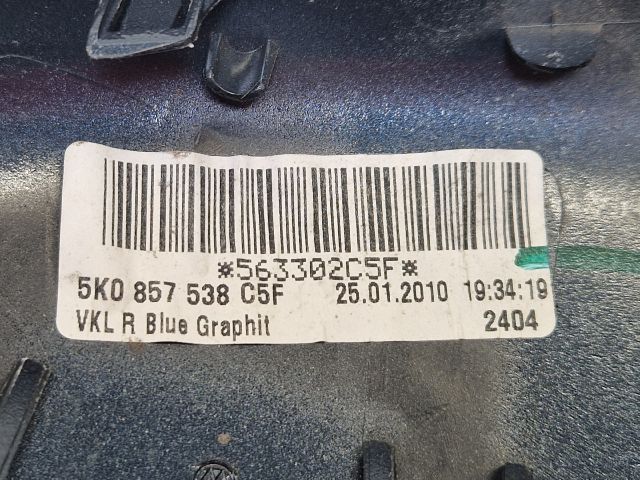 *563302C5F*
5K0 857 538 C5F 25.01.2010 19:34:19
VKL R Blue Graphit 2404